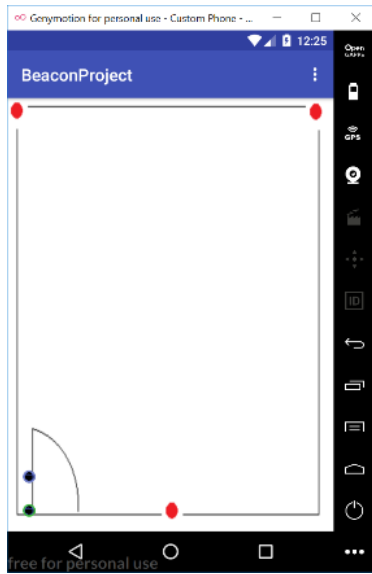 Genymotion for personal use - Custom Phone - ...
12:25
BeaconProject
Open
GAPPS
GPS
ID
free for personal use